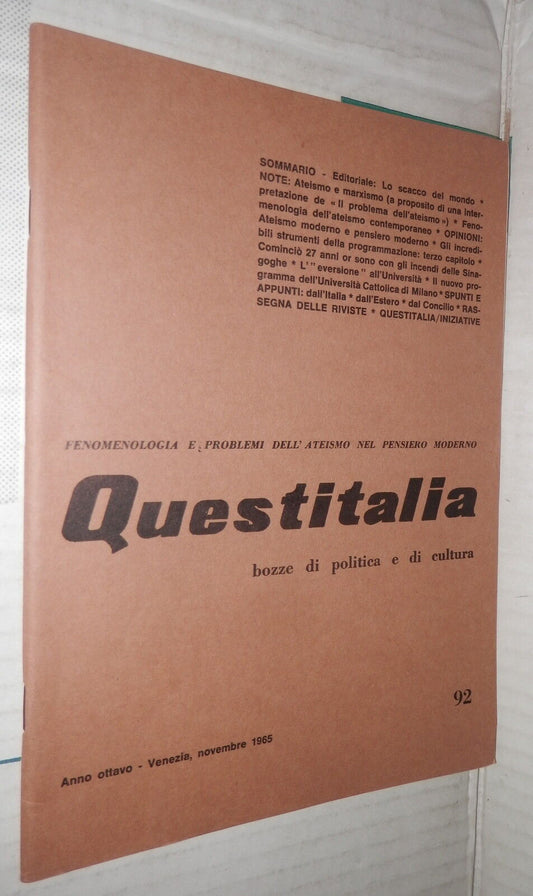 SOMMARIO - Editoriale: Lo scacco del mondo *
NOTE: Ateismo e marxismo (a proposito di una inter-
pretazione de « Il problema dell'ateismo ») * Feno-
menologia dell'ateismo contemporaneo * OPINIONI:
Ateismo moderno e pensiero moderno * Gli incredi-
bili strumenti della programmazione: terzo capitolo *
Cominciò 27 anni or sono con gli incendi delle Sina-
goghe * L'"eversione" all'Università * Il nuovo pro-
gramma dell'Università Cattolica di Milano * SPUNTI E
APPUNTI: dall'Italia * dall'Estero * dal Concilio * RAS-
SEGNA DELLE RIVISTE * QUESTITALIA/INIZIATIVE
FENOMENOLOGIA E PROBLEMI DELL'ATEISMO NEL PENSIERO MODERNO
Questitalia
bozze di politica e di cultura
92
Anno ottavo - Venezia, novembre 1965